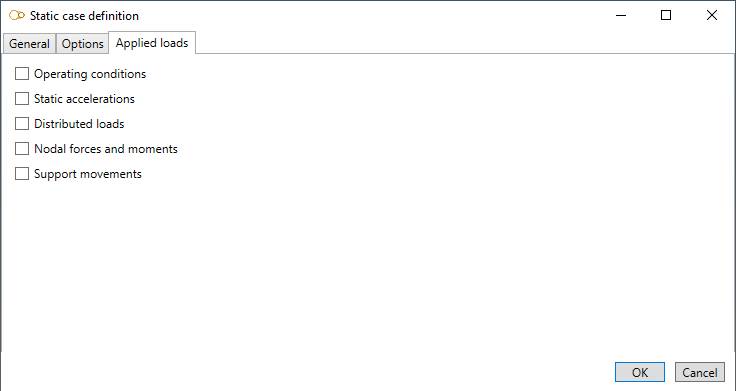 Static case definition
General Options Applied loads
Operating conditions
Static accelerations
Distributed loads
Nodal forces and moments
Support movements
OK Cancel